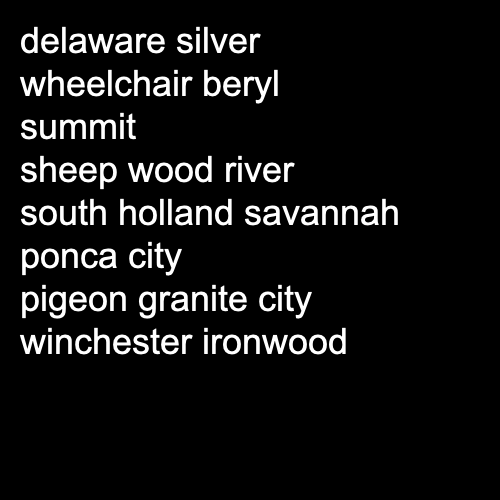 delaware silver
wheelchair beryl
summit
sheep wood river
south holland savannah
ponca city
pigeon granite city
winchester ironwood